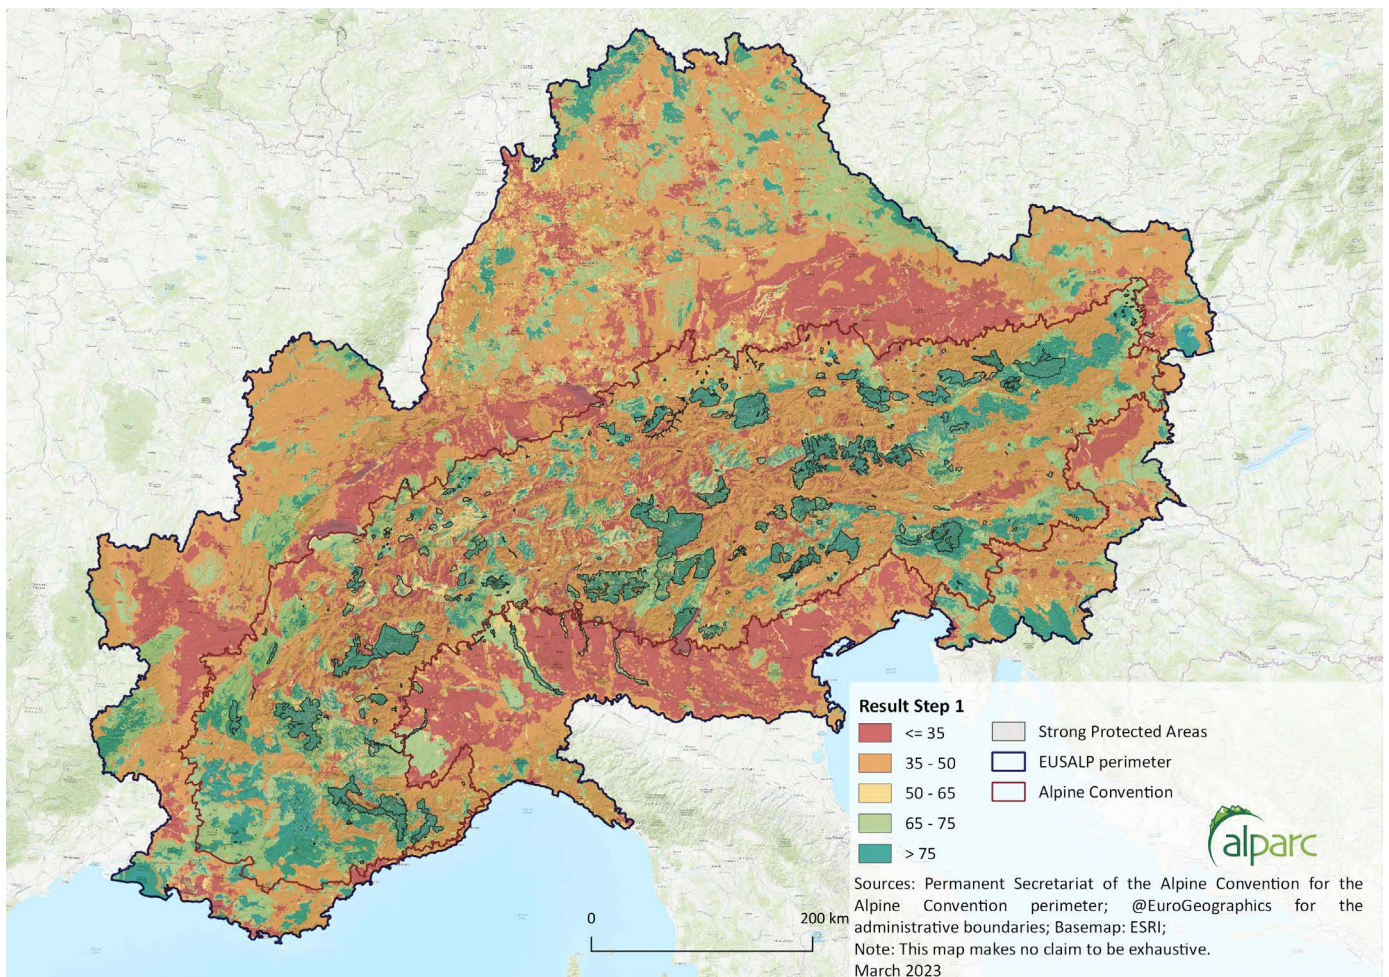 0
200 km
Result Step 1
<= 35
35 - 50
50 - 65
65 - 75
> 75
Strong Protected Areas
EUSALP perimeter
Alpine Convention
alparc
Sources: Permanent Secretariat of the Alpine Convention for the
Alpine Convention perimeter; @EuroGeographics for the
administrative boundaries; Basemap: ESRI;
Note: This map makes no claim to be exhaustive.
March 2023